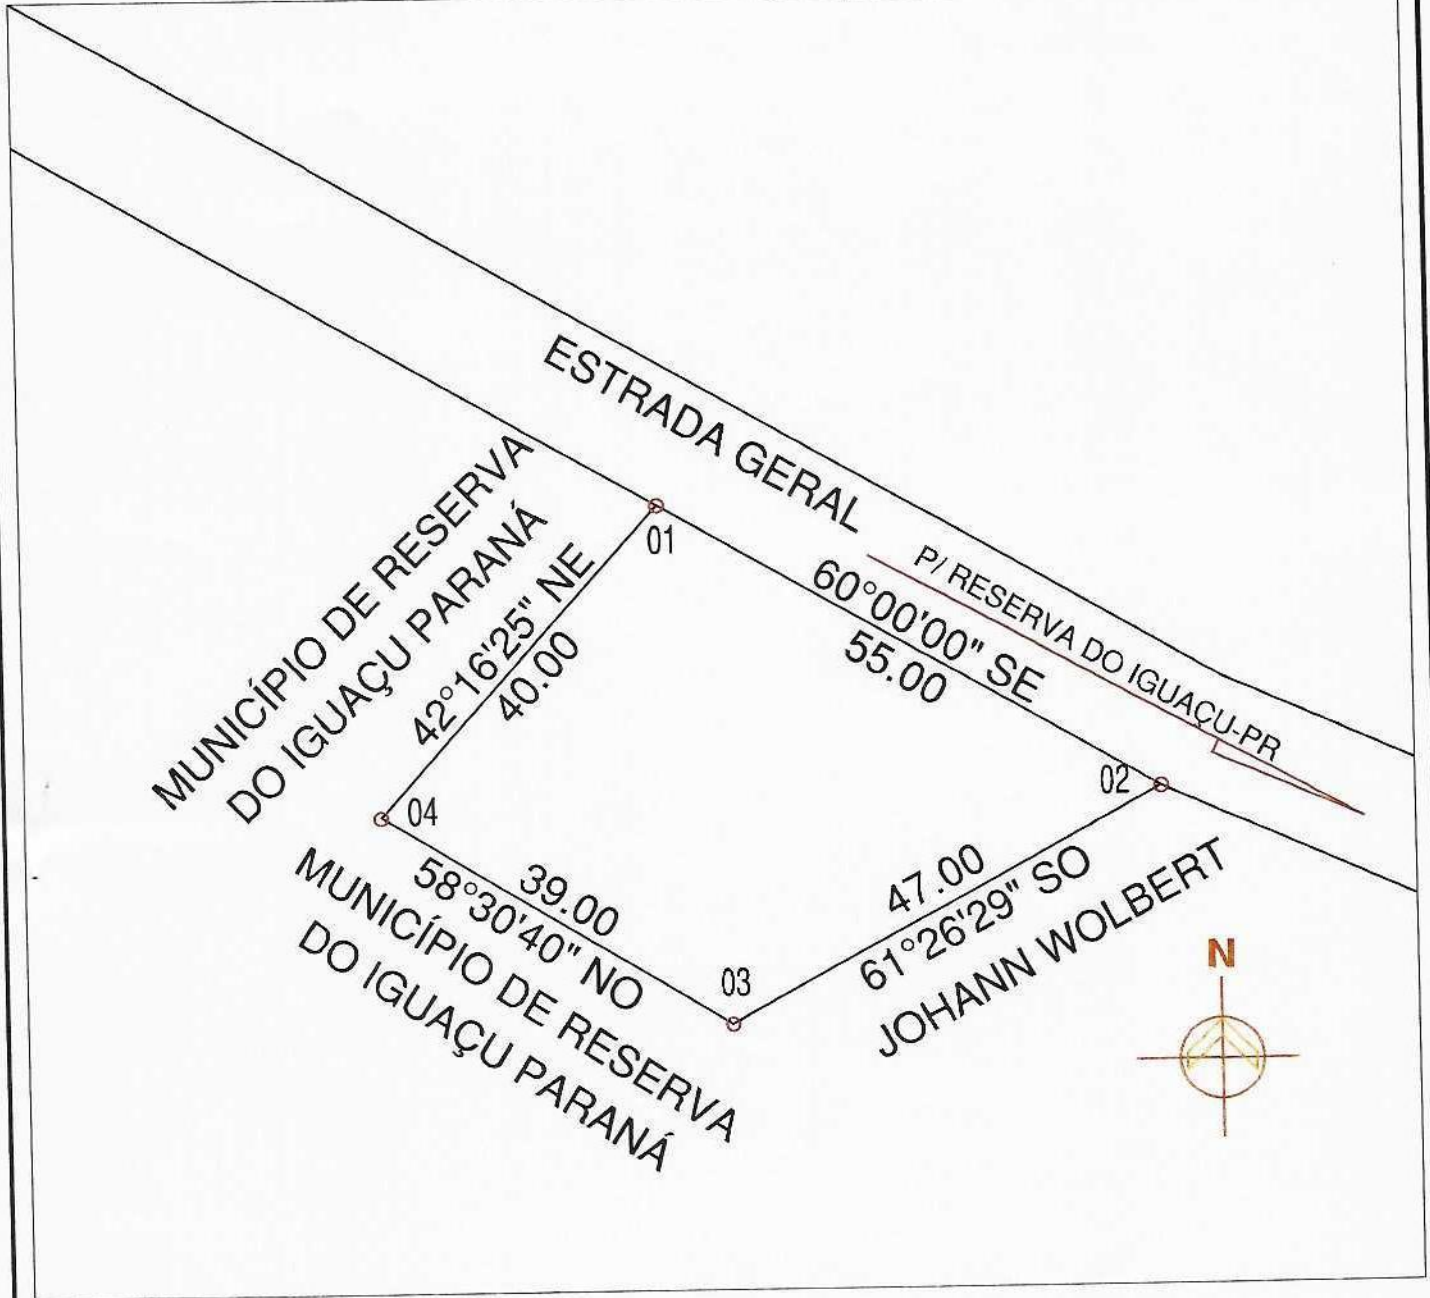 ESTRADA GERAL
P/ RESERVA DO IGUAÇU-PR
60°00'00" SE
55.00
MUNICÍPIO DE RESERVA
DO IGUAÇU PARANÁ
42°16'25" NE
40.00
01
02
04
03
39.00
58°30'40" NO
MUNICÍPIO DE RESERVA
DO IGUAÇU PARANÁ
47.00
61°26'29" SO
JOHANN WOLBERT
N